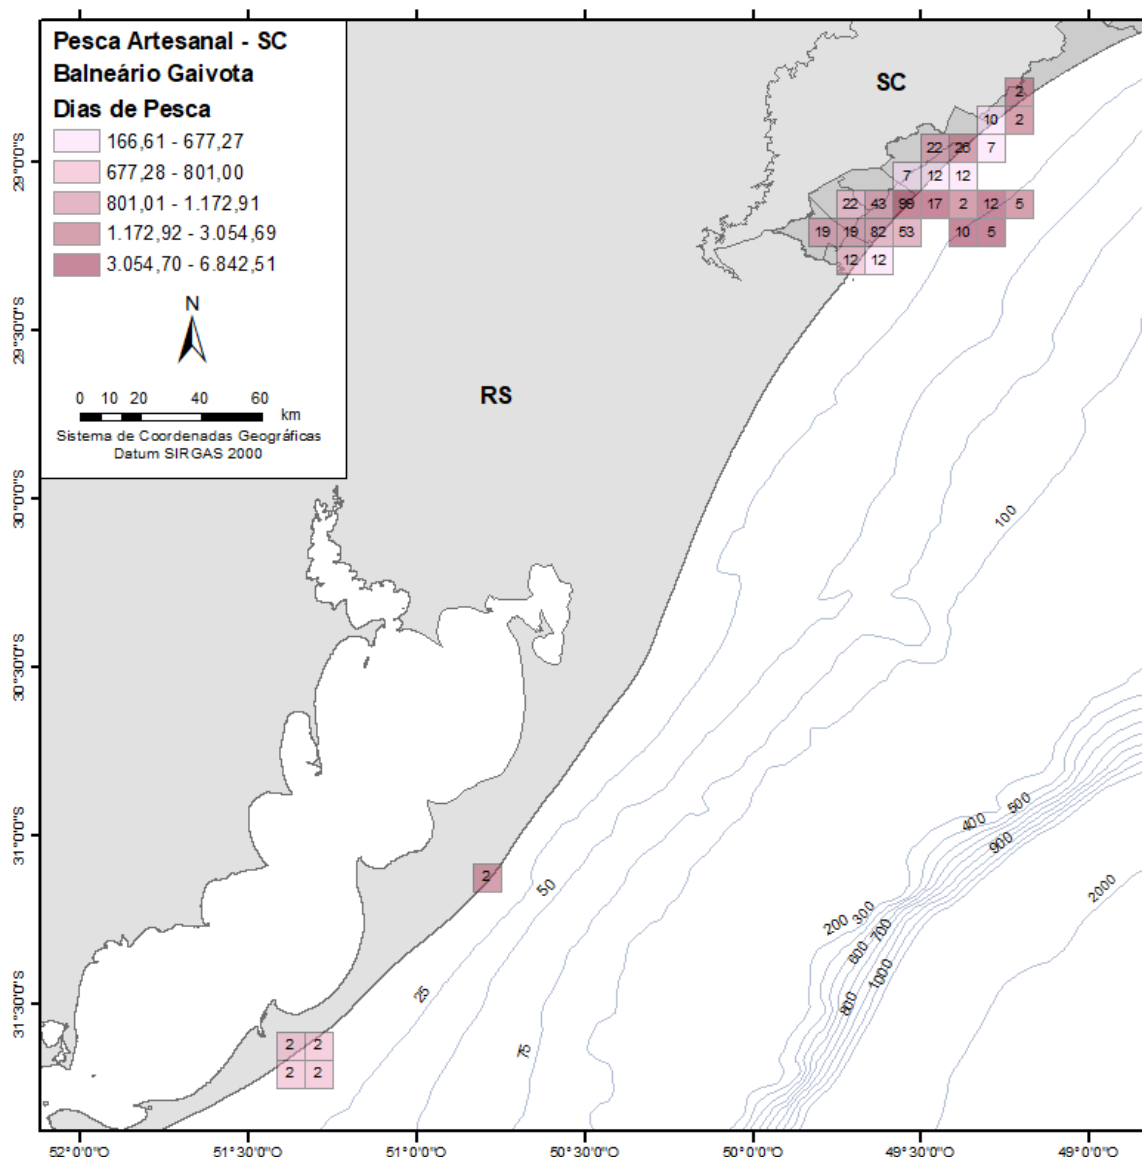 Pesca Artesanal - SC
Balneário Gaivota
Dias de Pesca
166,61 - 677,27
677,28 - 801,00
801,01 - 1.172,91
1.172,92 - 3.054,69
3.054,70 - 6.842,51
N
0 10 20 40 60
km
Sistema de Coordenadas Geográficas
Datum SIRGAS 2000
SC
RS
2
10 2
22 26 7
7 12 12
22 43 99 17 2 12 5
19 19 82 53 10 5
12 12
2
2 2
2 2
100
50
25
75
400
500
900
200
300
700
600
800
1000
2000
29°0'0"S
29°30'0"S
30°0'0"S
30°30'0"S
31°0'0"S
31°30'0"S
52°0'0"O
51°30'0"O
51°0'0"O
50°30'0"O
50°0'0"O
49°30'0"O
49°0'0"O